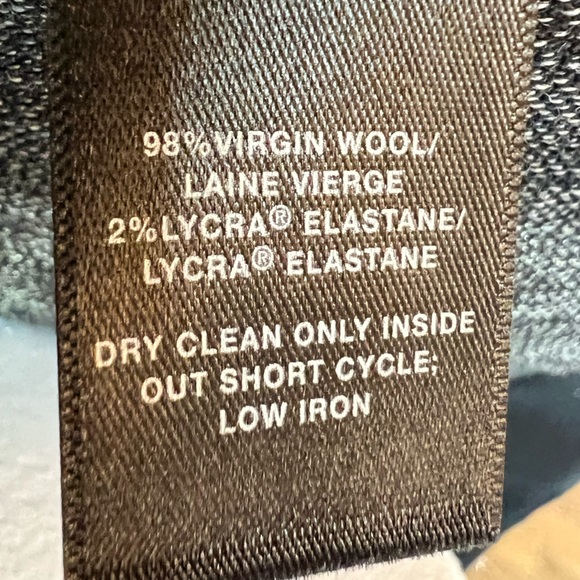 98% VIRGIN WOOL/
LAINE VIERGE
2% LYCRA® ELASTANE/
LYCRA® ELASTANE
DRY CLEAN ONLY INSIDE
OUT SHORT CYCLE;
LOW IRON